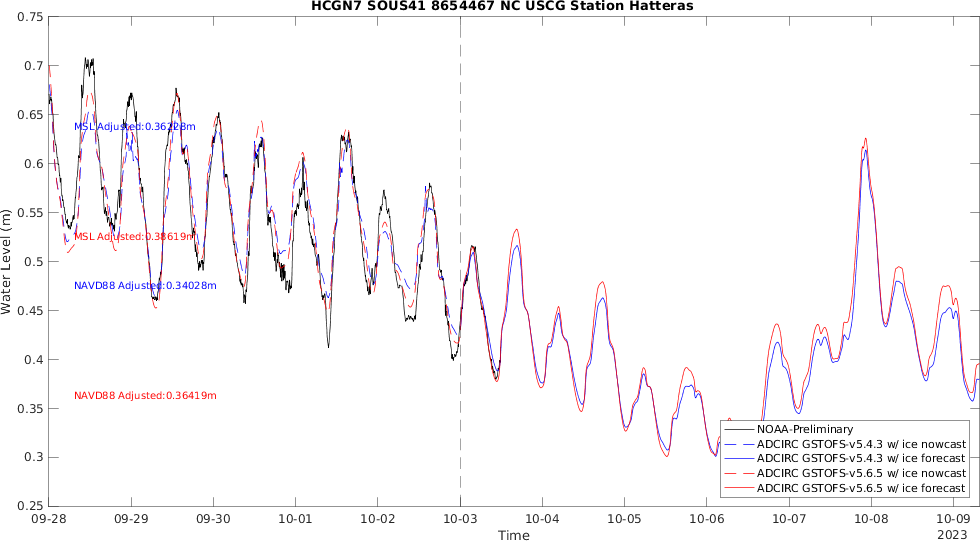 HCGN7 SOUS41 8654467 NC USCG Station Hatteras
0.75
0.7
0.65
0.6
0.55
0.5
0.45
0.4
0.35
0.3
0.25
Water Level (m)
MSL Adjusted:0.36228m
MSL Adjusted:0.38619m
NAVD88 Adjusted:0.34028m
NAVD88 Adjusted:0.36419m
NOAA-Preliminary
ADCIRC GSTOFS-v5.4.3 w/ ice nowcast
ADCIRC GSTOFS-v5.4.3 w/ ice forecast
ADCIRC GSTOFS-v5.6.5 w/ ice nowcast
ADCIRC GSTOFS-v5.6.5 w/ ice forecast
09-28 09-29 09-30 10-01 10-02 10-03 10-04 10-05 10-06 10-07 10-08 10-09
Time
2023